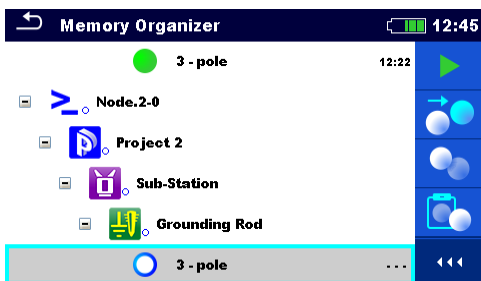 Memory Organizer 12:45
3 - pole 12:22
Node.2-0
Project 2
Sub-Station
Grounding Rod
3 - pole ...